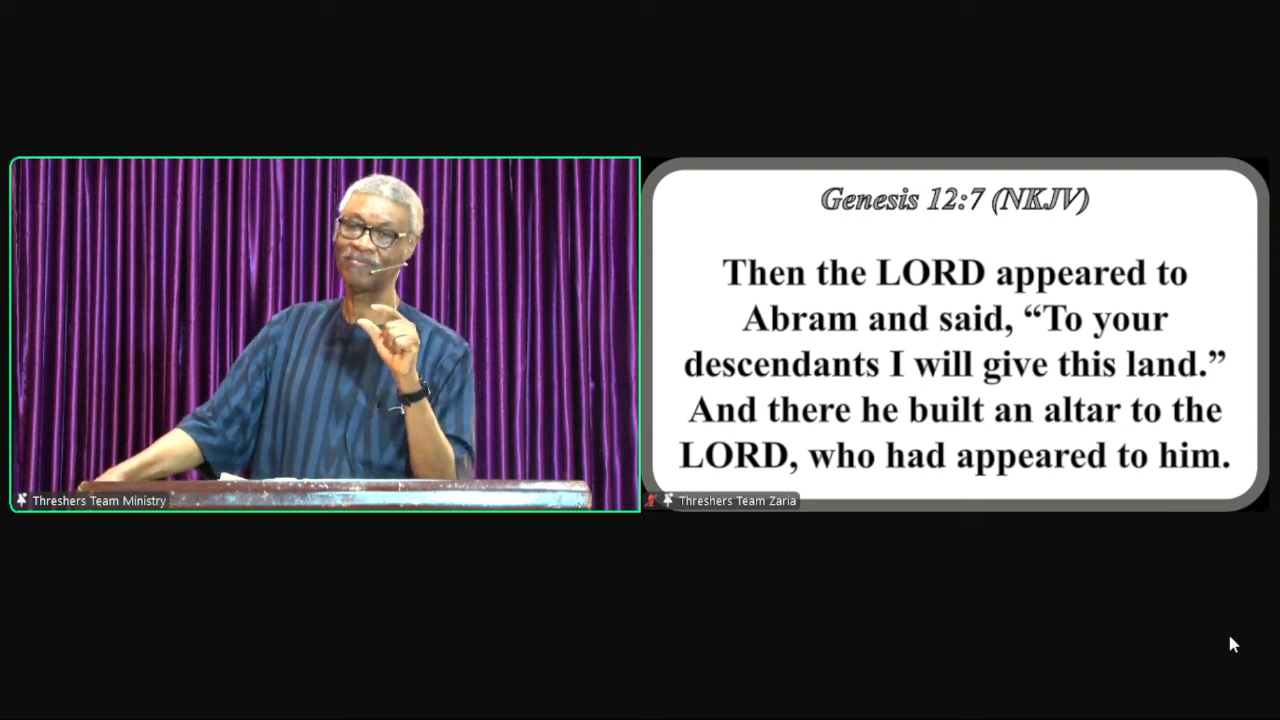 Genesis 12:7 (NKJV)
Then the LORD appeared to
Abram and said, “To your
descendants I will give this land.”
And there he built an altar to the
LORD, who had appeared to him.
Threshers Team Ministry
Threshers Team Zaria